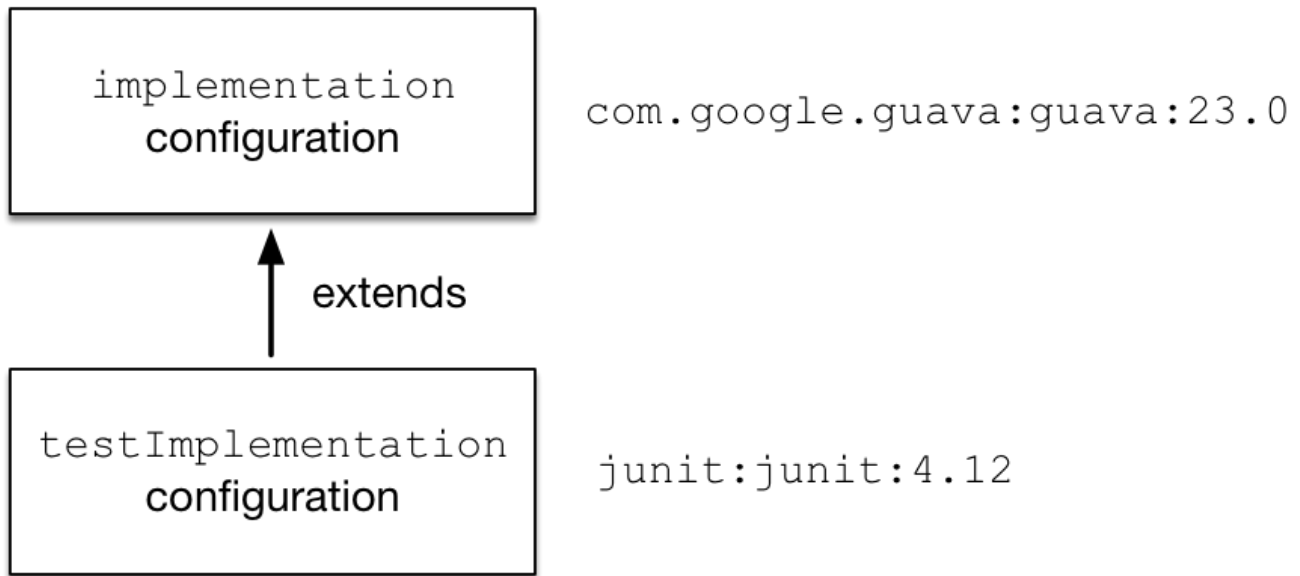 implementation
configuration
com.google.guava:guava:23.0
extends
testImplementation
configuration
junit:junit:4.12